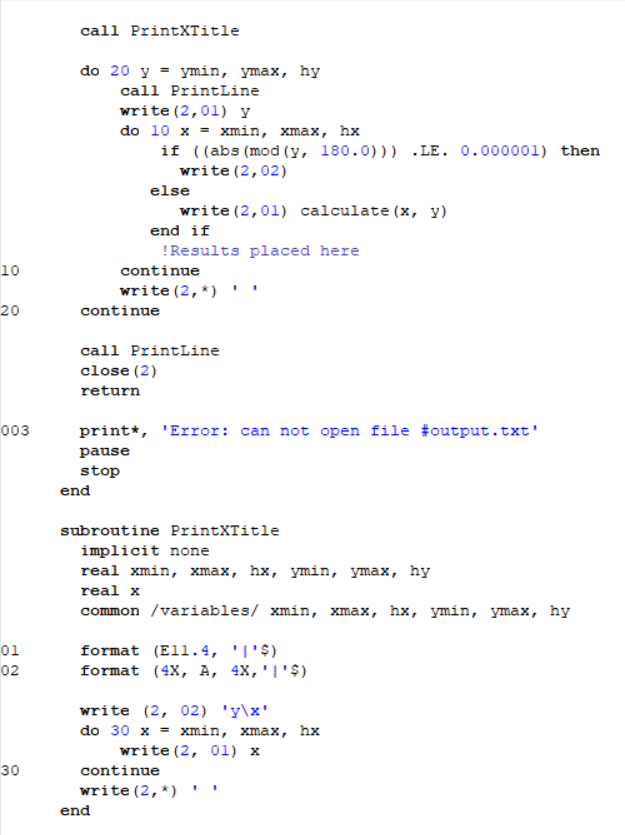 call PrintXTitle
do 20 y = ymin, ymax, hy
call PrintLine
write(2,01) y
do 10 x = xmin, xmax, hx
if ((abs(mod(y, 180.0))) .LE. 0.000001) then
write(2,02)
else
write(2,01) calculate(x, y)
end if
!Results placed here
10 continue
write(2,*) ' '
20 continue
call PrintLine
close(2)
return
003 print*, 'Error: can not open file #output.txt'
pause
stop
end
subroutine PrintXTitle
implicit none
real xmin, xmax, hx, ymin, ymax, hy
real x
common /variables/ xmin, xmax, hx, ymin, ymax, hy
01 format (E11.4, '|'$)
02 format (4X, A, 4X,'|'$)
write (2, 02) 'y\x'
do 30 x = xmin, xmax, hx
write(2, 01) x
30 continue
write(2,*) ' '
end